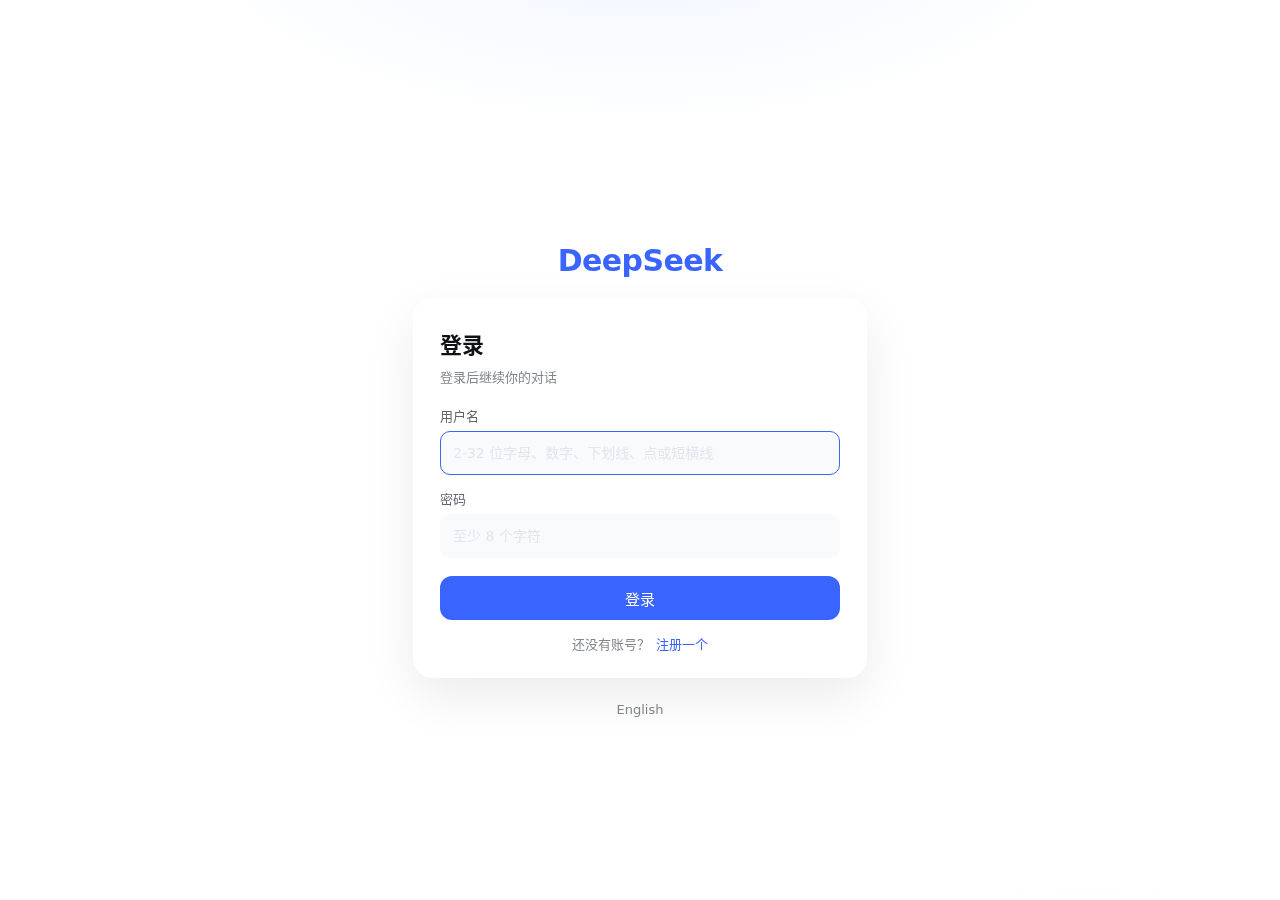 DeepSeek
登录
登录后继续你的对话
用户名
2-32 位字母、数字、下划线、点或短横线
密码
至少 8 个字符
登录
还没有账号？ 注册一个
English